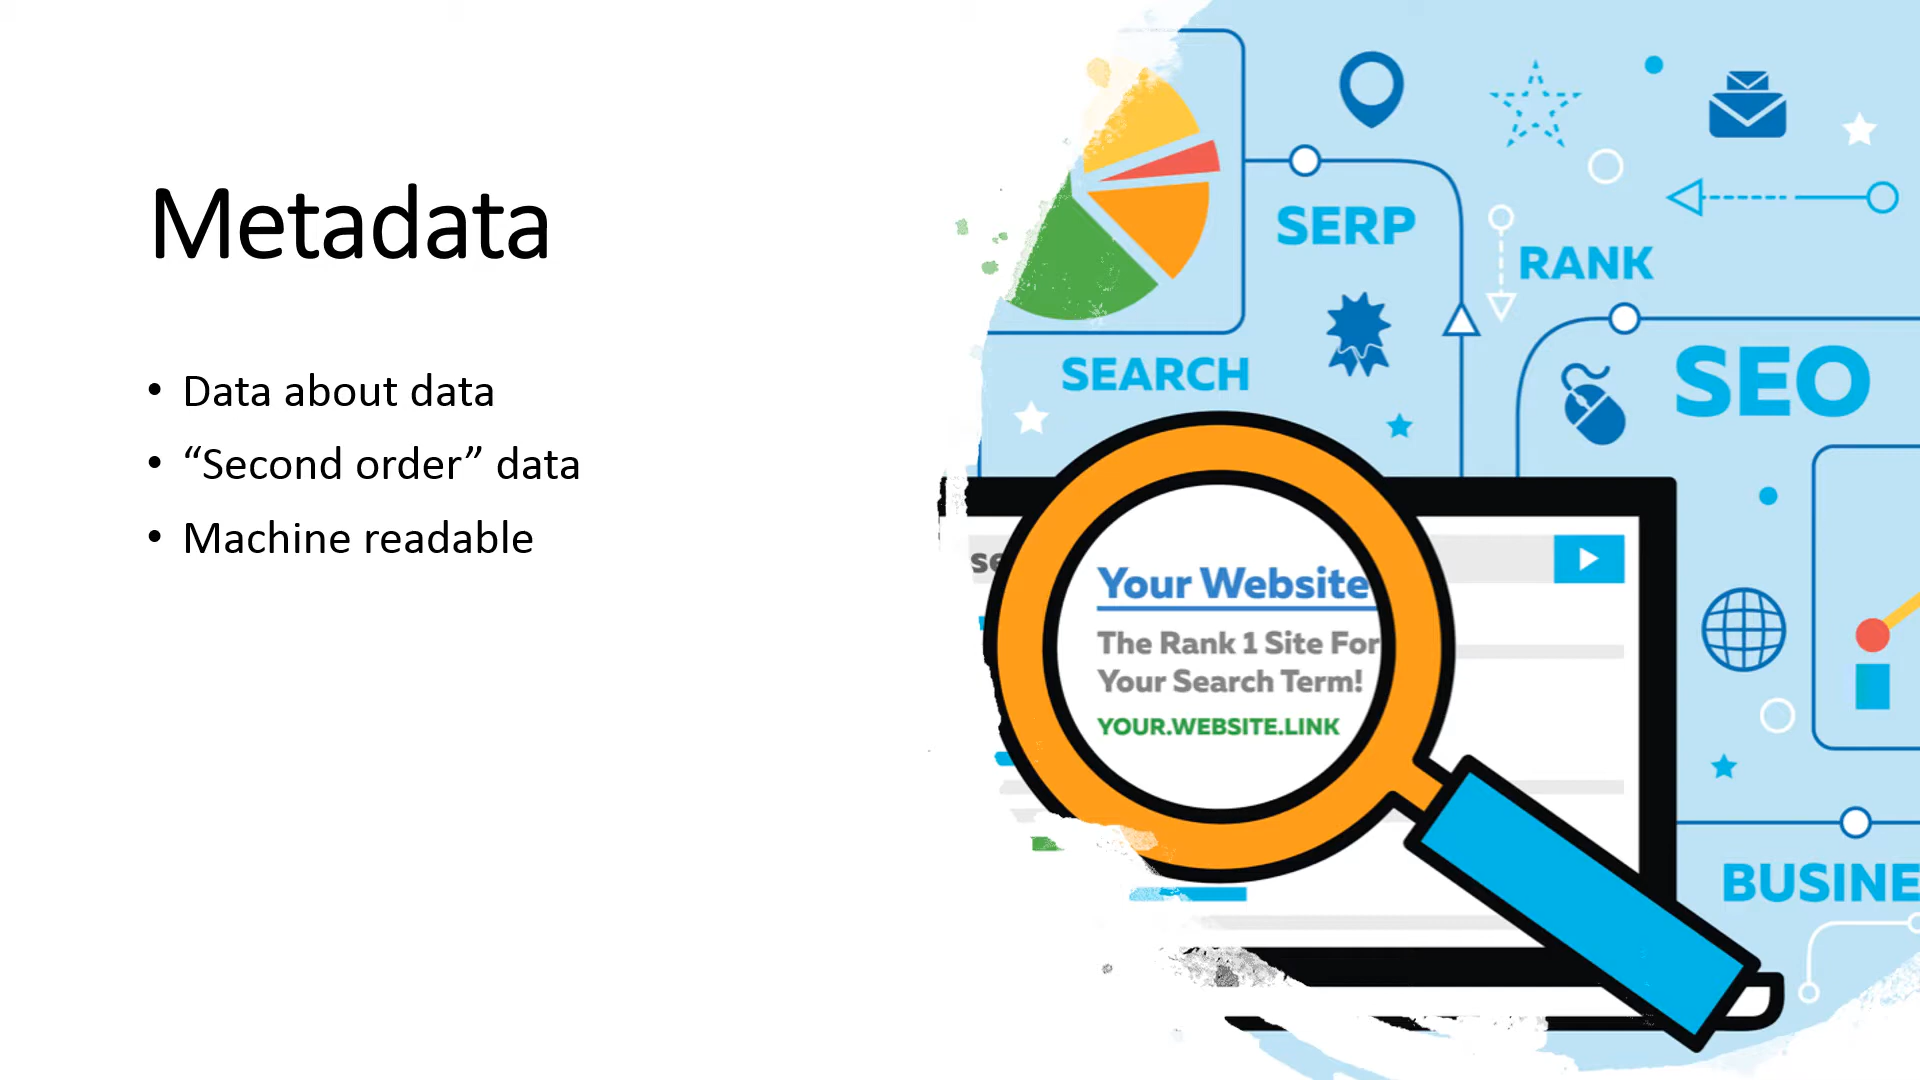 Metadata
• Data about data
• “Second order” data
• Machine readable
SERP
RANK
SEARCH
SEO
se
Your Website
The Rank 1 Site For
Your Search Term!
YOUR.WEBSITE.LINK
BUSINE